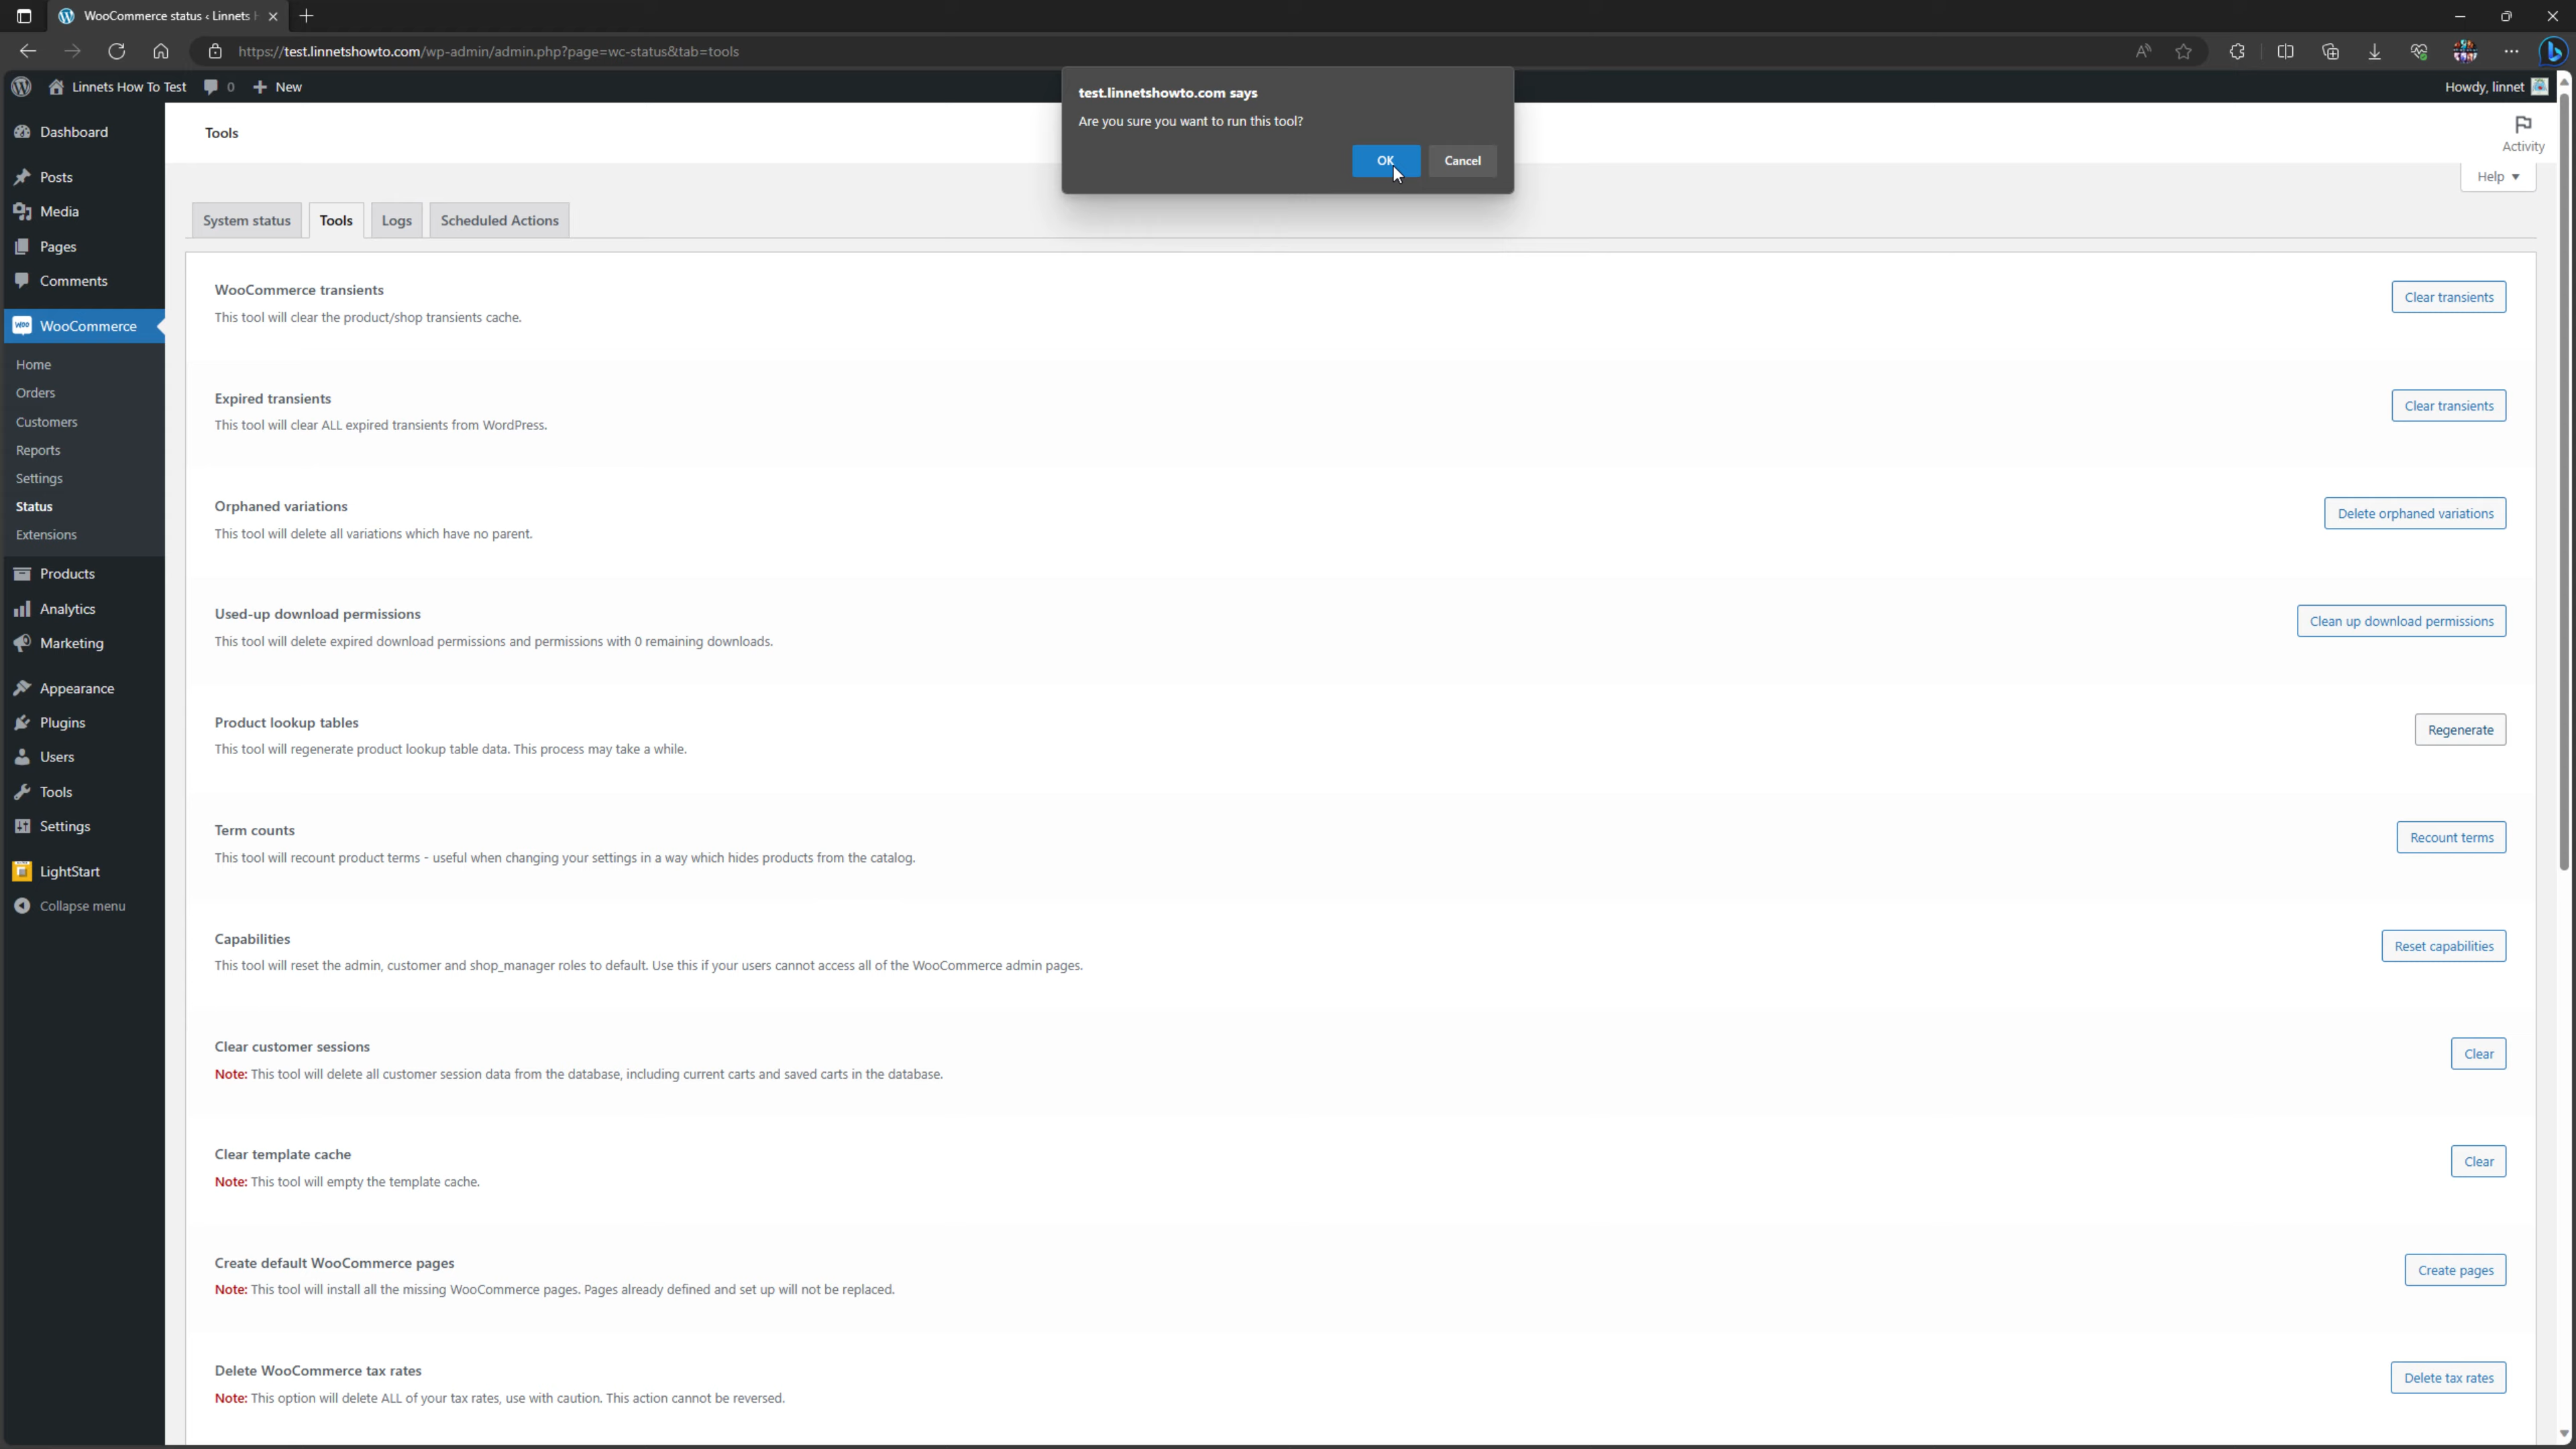 WooCommerce status ‹ Linnets
https://test.linnetshowto.com/wp-admin/admin.php?page=wc-status&tab=tools
Linnets How To Test 0 New
Howdy, linnet
test.linnetshowto.com says
Are you sure you want to run this tool?
OK Cancel
Dashboard
Posts
Media
Pages
Comments
WooCommerce
Home
Orders
Customers
Reports
Settings
Status
Extensions
Products
Analytics
Marketing
Appearance
Plugins
Users
Tools
Settings
LightStart
Collapse menu
Tools
Activity
Help
System status Tools Logs Scheduled Actions
WooCommerce transients
This tool will clear the product/shop transients cache.
Clear transients
Expired transients
This tool will clear ALL expired transients from WordPress.
Clear transients
Orphaned variations
This tool will delete all variations which have no parent.
Delete orphaned variations
Used-up download permissions
This tool will delete expired download permissions and permissions with 0 remaining downloads.
Clean up download permissions
Product lookup tables
This tool will regenerate product lookup table data. This process may take a while.
Regenerate
Term counts
This tool will recount product terms - useful when changing your settings in a way which hides products from the catalog.
Recount terms
Capabilities
This tool will reset the admin, customer and shop_manager roles to default. Use this if your users cannot access all of the WooCommerce admin pages.
Reset capabilities
Clear customer sessions
Note: This tool will delete all customer session data from the database, including current carts and saved carts in the database.
Clear
Clear template cache
Note: This tool will empty the template cache.
Clear
Create default WooCommerce pages
Note: This tool will install all the missing WooCommerce pages. Pages already defined and set up will not be replaced.
Create pages
Delete WooCommerce tax rates
Note: This option will delete ALL of your tax rates, use with caution. This action cannot be reversed.
Delete tax rates